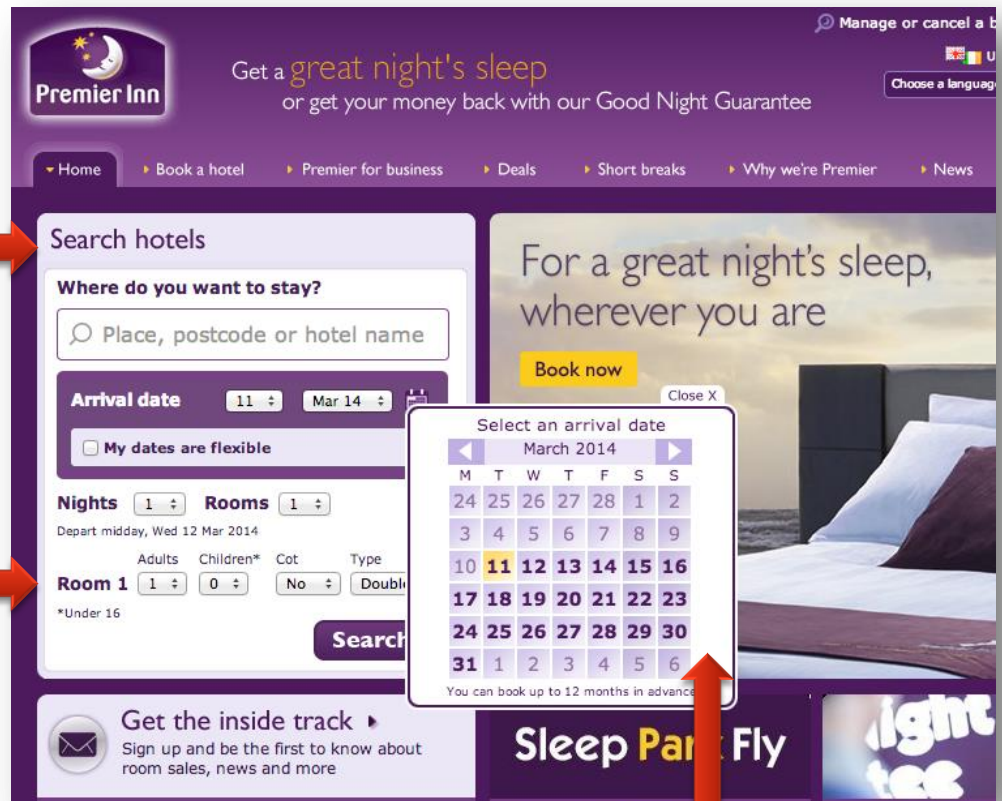 Manage or cancel a b
Premier Inn
Get a great night's sleep
or get your money back with our Good Night Guarantee
U
Choose a languag
Home Book a hotel Premier for business Deals Short breaks Why we're Premier News
Search hotels
Where do you want to stay?
Place, postcode or hotel name
Arrival date 11 Mar 14
My dates are flexible
Nights 1 Rooms 1
Depart midday, Wed 12 Mar 2014
Adults Children* Cot Type
Room 1 1 0 No Doubl
*Under 16
Search
For a great night's sleep,
wherever you are
Book now
Close X
Select an arrival date
March 2014
M T W T F S S
24 25 26 27 28 1 2
3 4 5 6 7 8 9
10 11 12 13 14 15 16
17 18 19 20 21 22 23
24 25 26 27 28 29 30
31 1 2 3 4 5 6
You can book up to 12 months in advance
Get the inside track
Sign up and be the first to know about
room sales, news and more
Sleep Park Fly